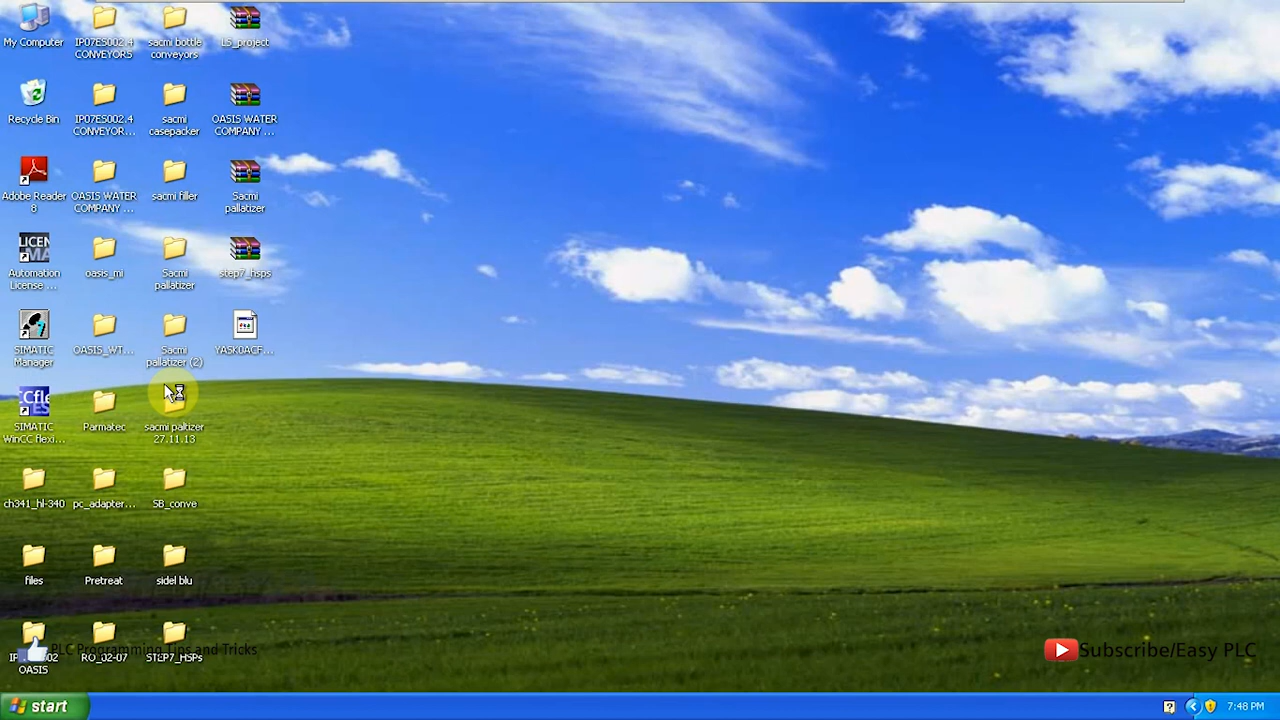 My Computer
IP07ES002.4
CONVEYORS
sacmi bottle
conveyors
LS_project
Recycle Bin
IP07ES002.4
CONVEYOR...
sacmi
casepacker
OASIS WATER
COMPANY ...
Adobe Reader
8
OASIS WATER
COMPANY ...
sacmi filler
Sacmi
pallatizer
Automation
License ...
oasis_mi
Sacmi
pallatizer
step7_hsps
SIMATIC
Manager
OASIS_WT...
Sacmi
pallatizer (2)
YASK0ACF...
SIMATIC
WinCC flexi...
Parmatec
sacmi paltizer
27.11.13
ch341_hl-340
pc_adapter...
SB_conve
files
Pretreat
sidel blu
OASIS
RO_02-07
STEP7_HSPs
PLC Programming Tips and Tricks
Subscribe/Easy PLC
start
7:48 PM